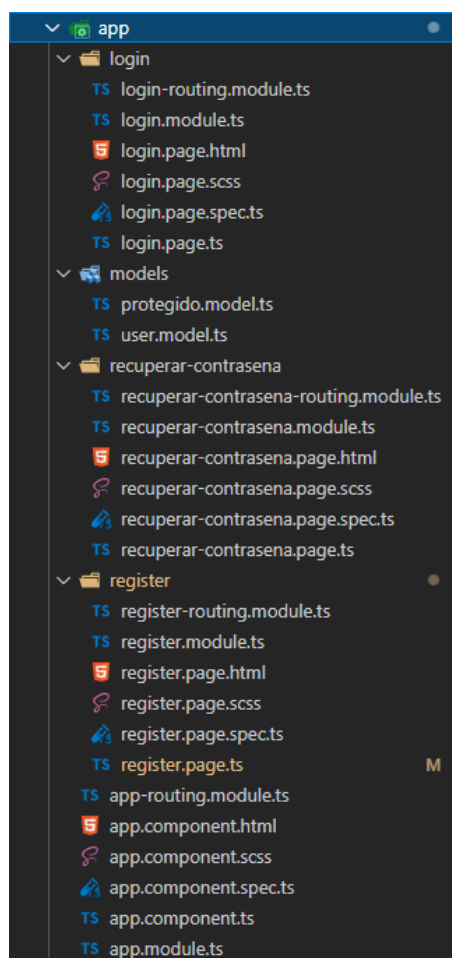 app
login
TS login-routing.module.ts
TS login.module.ts
5 login.page.html
login.page.scss
login.page.spec.ts
TS login.page.ts
models
TS protegido.model.ts
TS user.model.ts
recuperar-contrasena
TS recuperar-contrasena-routing.module.ts
TS recuperar-contrasena.module.ts
5 recuperar-contrasena.page.html
recuperar-contrasena.page.scss
recuperar-contrasena.page.spec.ts
TS recuperar-contrasena.page.ts
register
TS register-routing.module.ts
TS register.module.ts
5 register.page.html
register.page.scss
register.page.spec.ts
TS register.page.ts M
TS app-routing.module.ts
5 app.component.html
app.component.scss
app.component.spec.ts
TS app.component.ts
TS app.module.ts